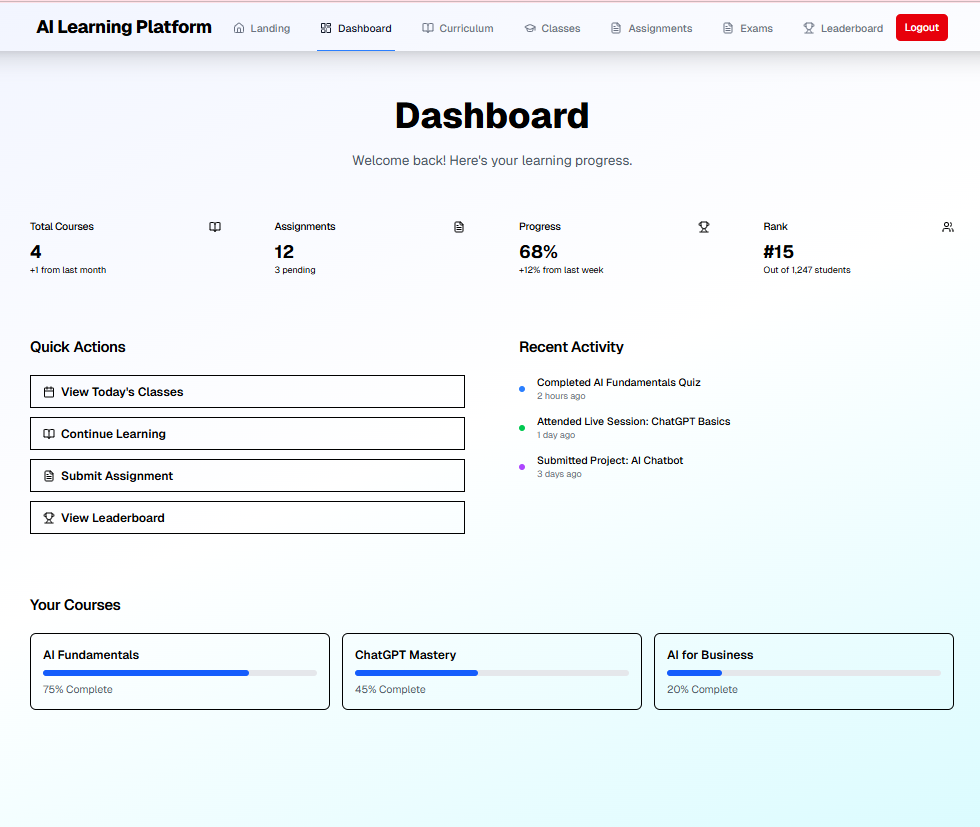 AI Learning Platform
Landing
Dashboard
Curriculum
Classes
Assignments
Exams
Leaderboard
Logout
Dashboard
Welcome back! Here's your learning progress.
Total Courses
4
+1 from last month
Assignments
12
3 pending
Progress
68%
+12% from last week
Rank
#15
Out of 1,247 students
Quick Actions
View Today's Classes
Continue Learning
Submit Assignment
View Leaderboard
Recent Activity
Completed AI Fundamentals Quiz
2 hours ago
Attended Live Session: ChatGPT Basics
1 day ago
Submitted Project: AI Chatbot
3 days ago
Your Courses
AI Fundamentals
75% Complete
ChatGPT Mastery
45% Complete
AI for Business
20% Complete